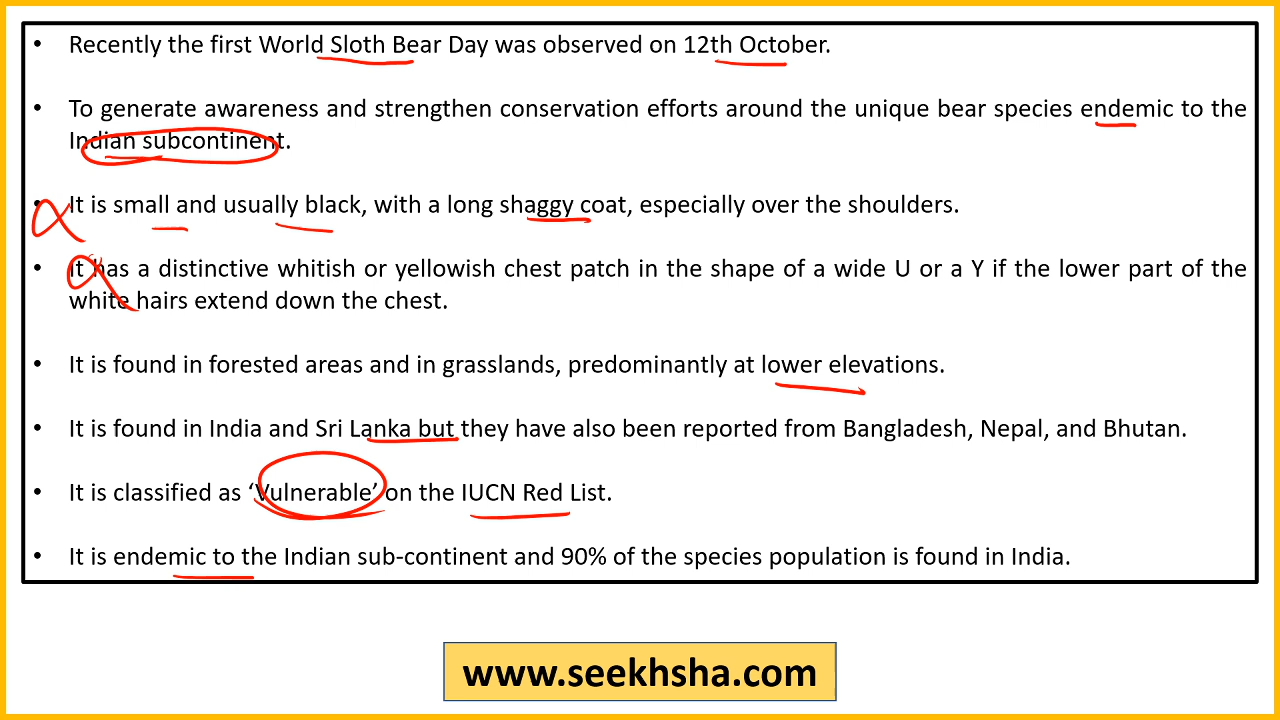 • Recently the first World Sloth Bear Day was observed on 12th October.
• To generate awareness and strengthen conservation efforts around the unique bear species endemic to the
Indian subcontinent.
• It is small and usually black, with a long shaggy coat, especially over the shoulders.
• It has a distinctive whitish or yellowish chest patch in the shape of a wide U or a Y if the lower part of the
white hairs extend down the chest.
• It is found in forested areas and in grasslands, predominantly at lower elevations.
• It is found in India and Sri Lanka but they have also been reported from Bangladesh, Nepal, and Bhutan.
• It is classified as ‘Vulnerable’ on the IUCN Red List.
• It is endemic to the Indian sub-continent and 90% of the species population is found in India.
www.seekhsha.com